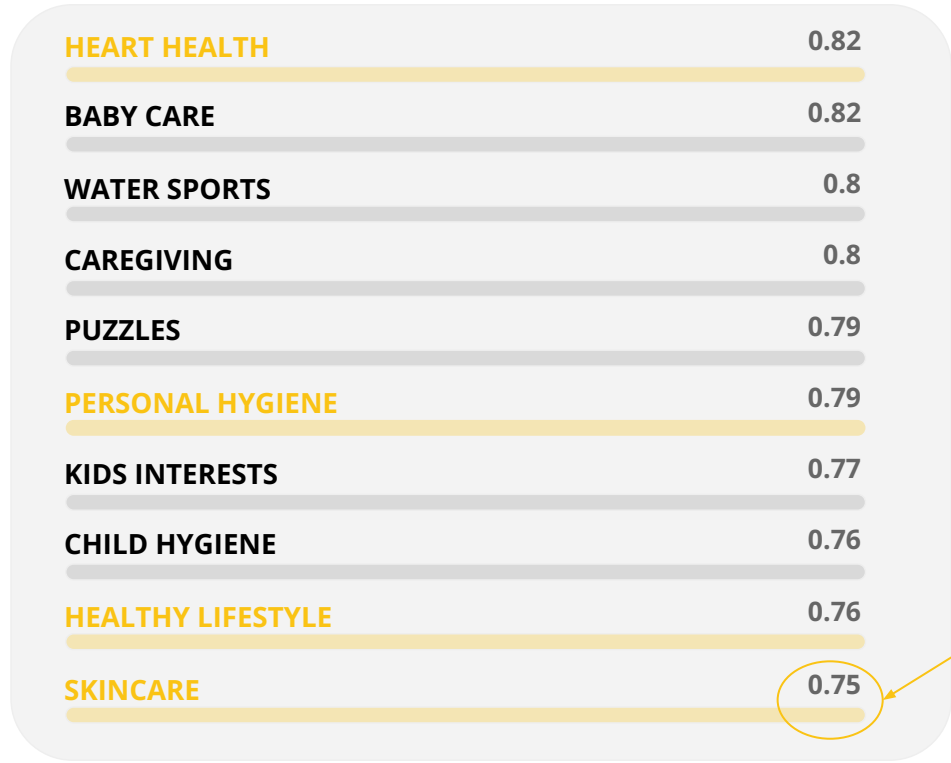 HEART HEALTH 0.82
BABY CARE 0.82
WATER SPORTS 0.8
CAREGIVING 0.8
PUZZLES 0.79
PERSONAL HYGIENE 0.79
KIDS INTERESTS 0.77
CHILD HYGIENE 0.76
HEALTHY LIFESTYLE 0.76
SKINCARE 0.75